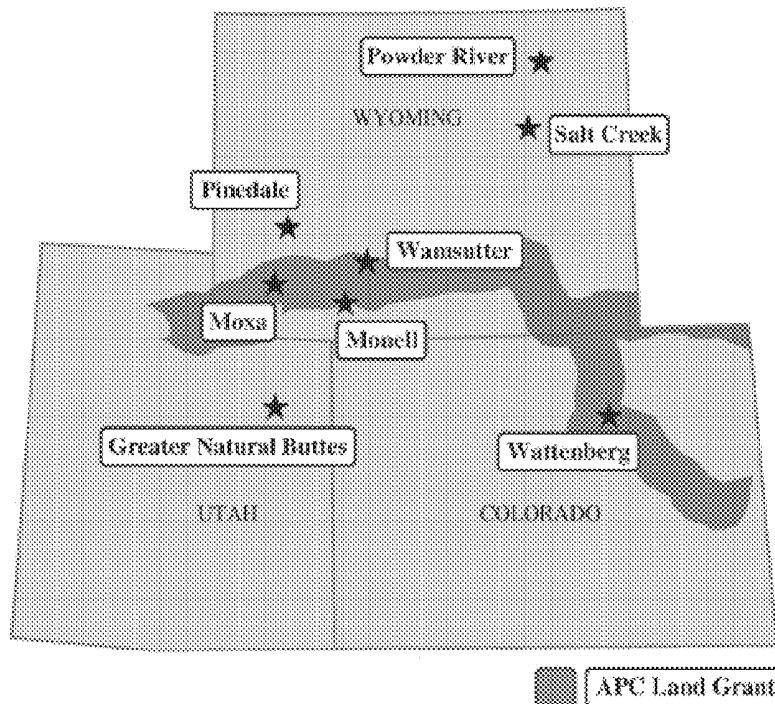 Powder River
WYOMING
Salt Creek
Pinedale
Wamsutter
Moxa
Monell
Greater Natural Buttes
Wattenberg
UTAH
COLORADO
APC Land Grant